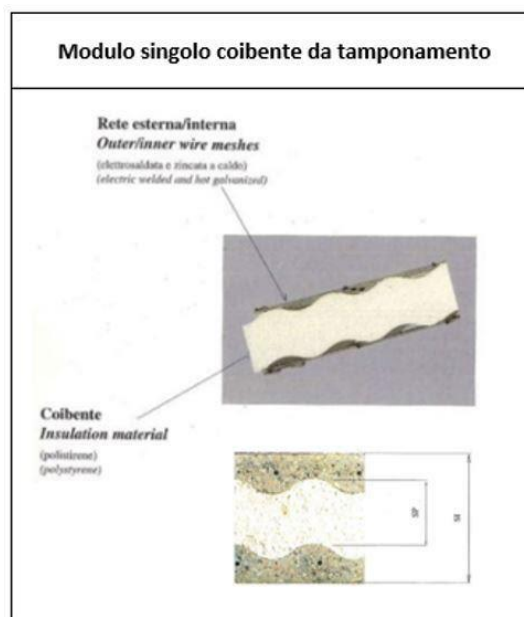 Modulo singolo coibente da tamponamento
Rete esterna/interna
Outer/inner wire meshes
(elettrosaldata e zincata a caldo)
(electric welded and hot galvanized)
Coibente
Insulation material
(polistirene)
(polystyrene)
SP